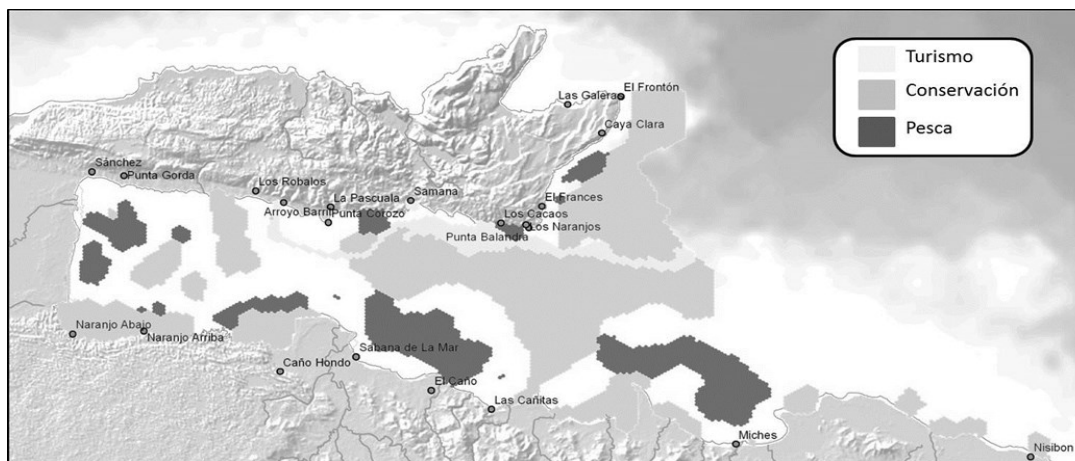 Turismo
Conservación
Pesca
Las Galera
El Frontón
Caya Clara
Sánchez
Punta Gorda
Los Robalos
La Pascuala
Samana
El Frances
Arroyo Barril
Punta Corozo
Los Cacaos
Punta Balandra
Los Naranjos
Naranjo Abajo
Naranjo Arriba
Sabana de La Mar
Caño Hondo
El Caño
Las Cañitas
Miches
Nisibon